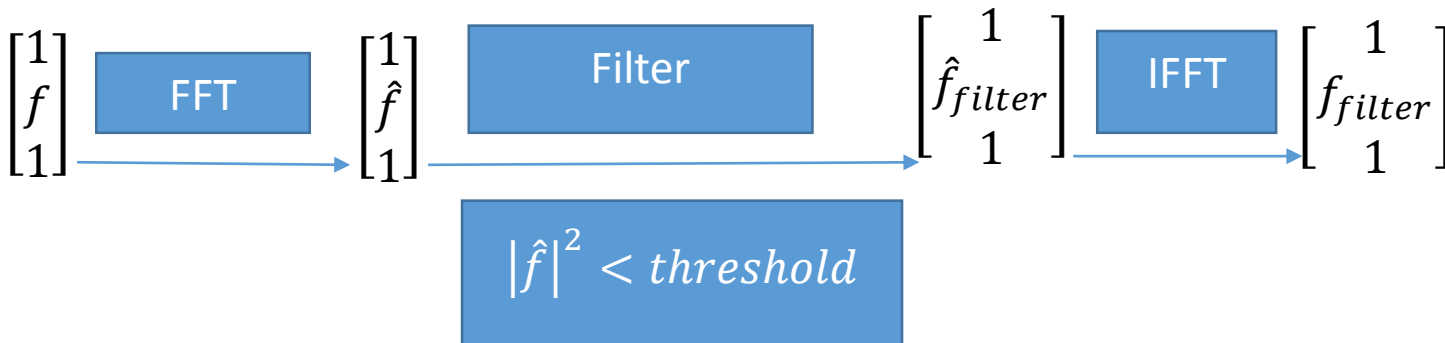 [1 f 1]
FFT
[1 f̂ 1]
Filter
[1 f̂_filter 1]
IFFT
[1 f_filter 1]
|f̂|² < threshold